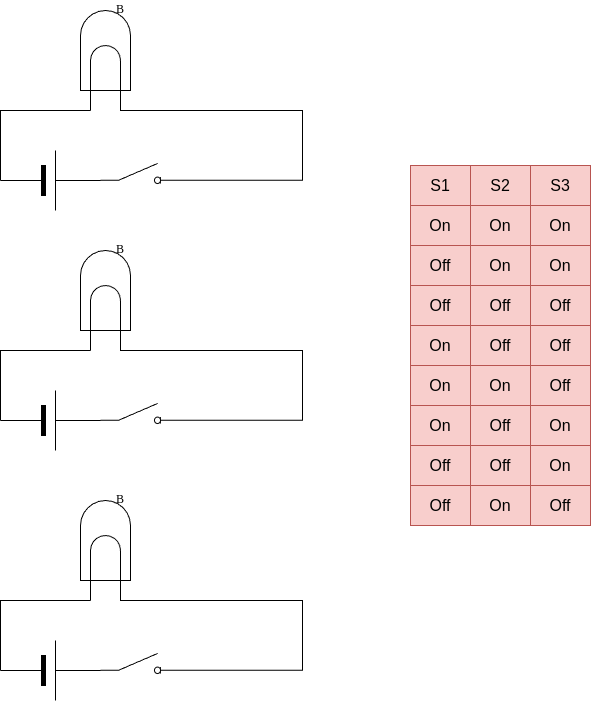 B
B
B
S1 S2 S3
On On On
Off On On
Off Off Off
On Off Off
On On Off
On Off On
Off Off On
Off On Off